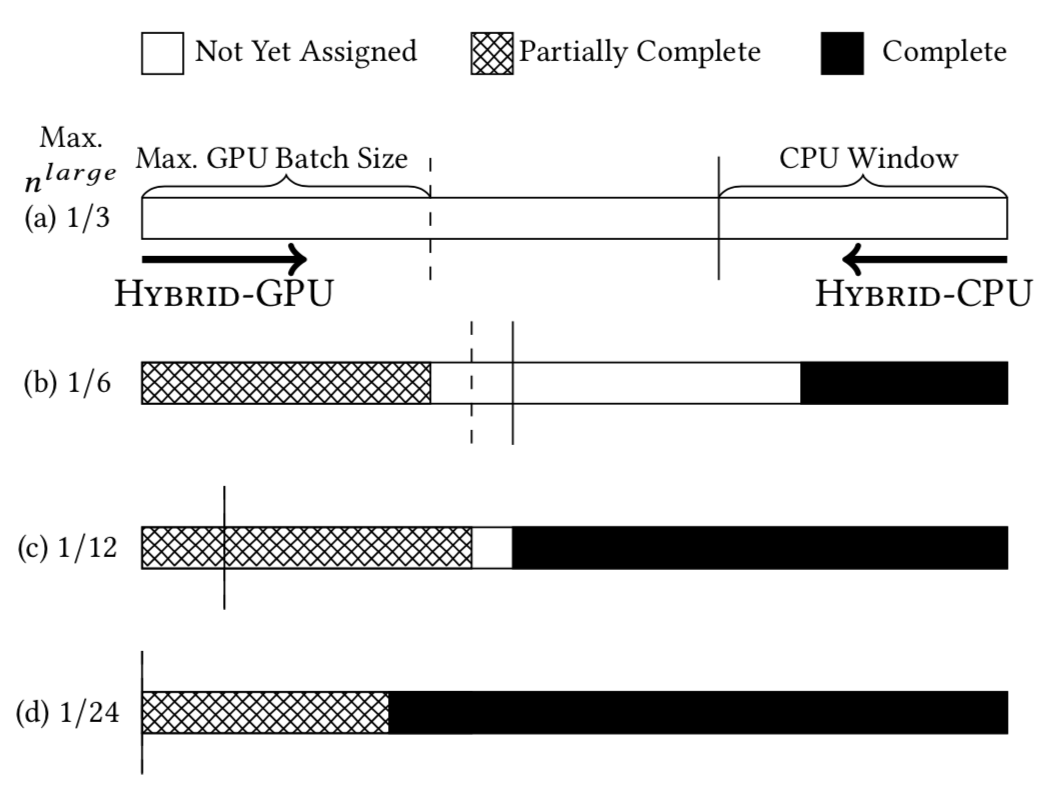 Not Yet Assigned Partially Complete Complete
Max.
n^large
Max. GPU Batch Size CPU Window
(a) 1/3
HYBRID-GPU HYBRID-CPU
(b) 1/6
(c) 1/12
(d) 1/24